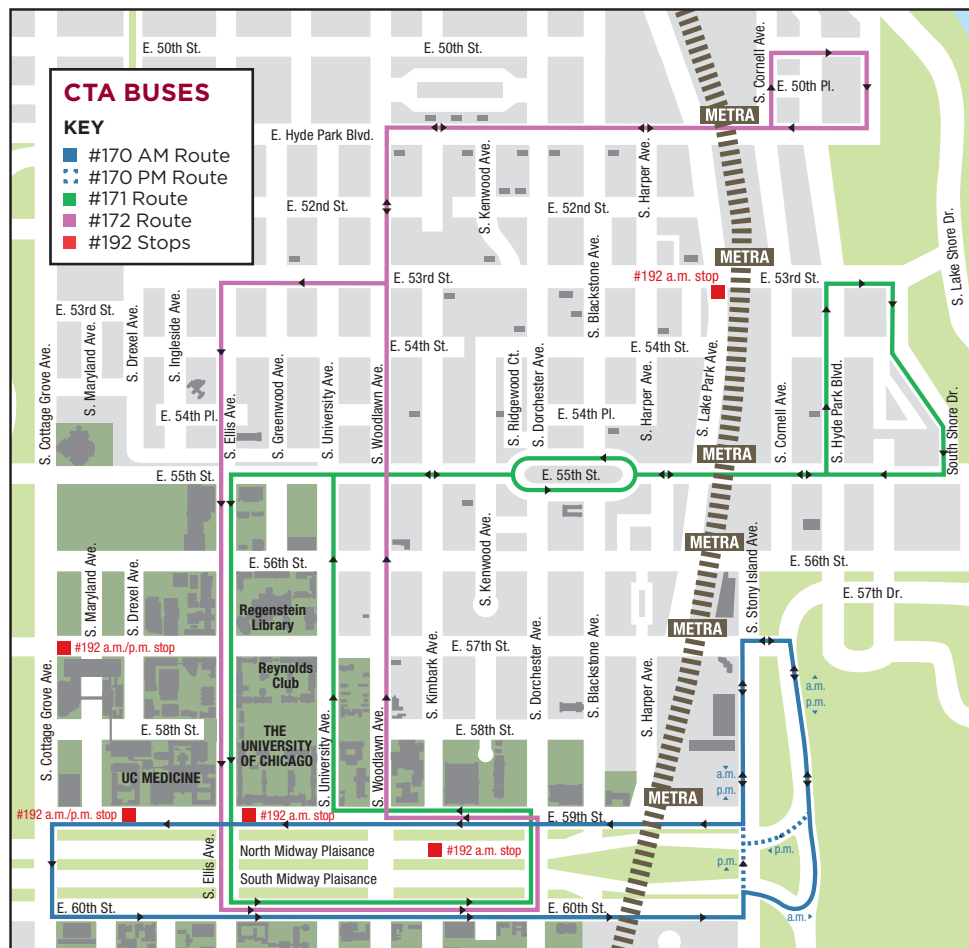 E. 50th St.
E. 50th St.
S. Cornell Ave.
E. 50th Pl.
CTA BUSES
KEY
#170 AM Route
#170 PM Route
#171 Route
#172 Route
#192 Stops
METRA
E. Hyde Park Blvd.
S. Kenwood Ave.
S. Harper Ave.
E. 52nd St.
E. 52nd St.
S. Lake Shore Dr.
METRA
S. Blackstone Ave.
#192 a.m. stop
E. 53rd St.
E. 53rd St.
E. 53rd St.
S. Cottage Grove Ave.
S. Maryland Ave.
S. Drexel Ave.
S. Ingleside Ave.
E. 54th St.
E. 54th St.
S. Ellis Ave.
S. Greenwood Ave.
S. University Ave.
S. Woodlawn Ave.
S. Ridgewood Ct.
S. Dorchester Ave.
S. Harper Ave.
S. Lake Park Ave.
S. Cornell Ave.
S. Hyde Park Blvd.
South Shore Dr.
E. 54th Pl.
E. 54th Pl.
METRA
E. 55th St.
E. 55th St.
METRA
S. Maryland Ave.
S. Drexel Ave.
E. 56th St.
S. Kenwood Ave.
S. Stony Island Ave.
E. 56th St.
E. 57th Dr.
Regenstein
Library
METRA
#192 a.m./p.m. stop
E. 57th St.
Reynolds
Club
S. Cottage Grove Ave.
S. University Ave.
S. Woodlawn Ave.
S. Kimbark Ave.
S. Dorchester Ave.
S. Blackstone Ave.
S. Harper Ave.
a.m.
p.m.
E. 58th St.
E. 58th St.
THE
UNIVERSITY
OF CHICAGO
UC MEDICINE
a.m.
p.m.
METRA
#192 a.m./p.m. stop
#192 a.m. stop
E. 59th St.
S. Ellis Ave.
North Midway Plaisance
#192 a.m. stop
p.m.
p.m.
South Midway Plaisance
E. 60th St.
E. 60th St.
a.m.